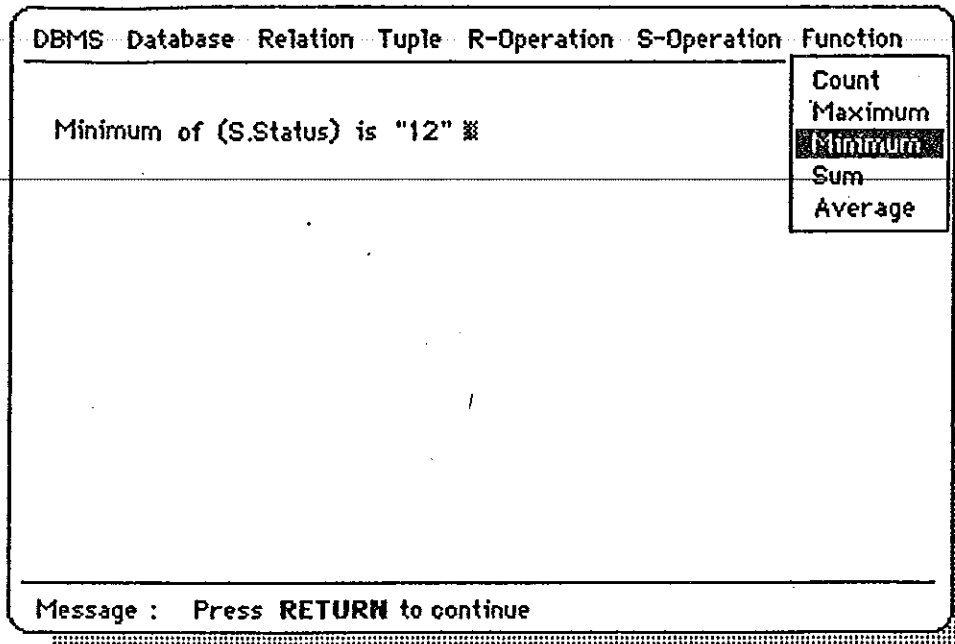 DBMS Database Relation Tuple R-Operation S-Operation Function
Count
Maximum
Minimum of (S.Status) is "12"
Minimum
Sum
Average
Message : Press RETURN to continue